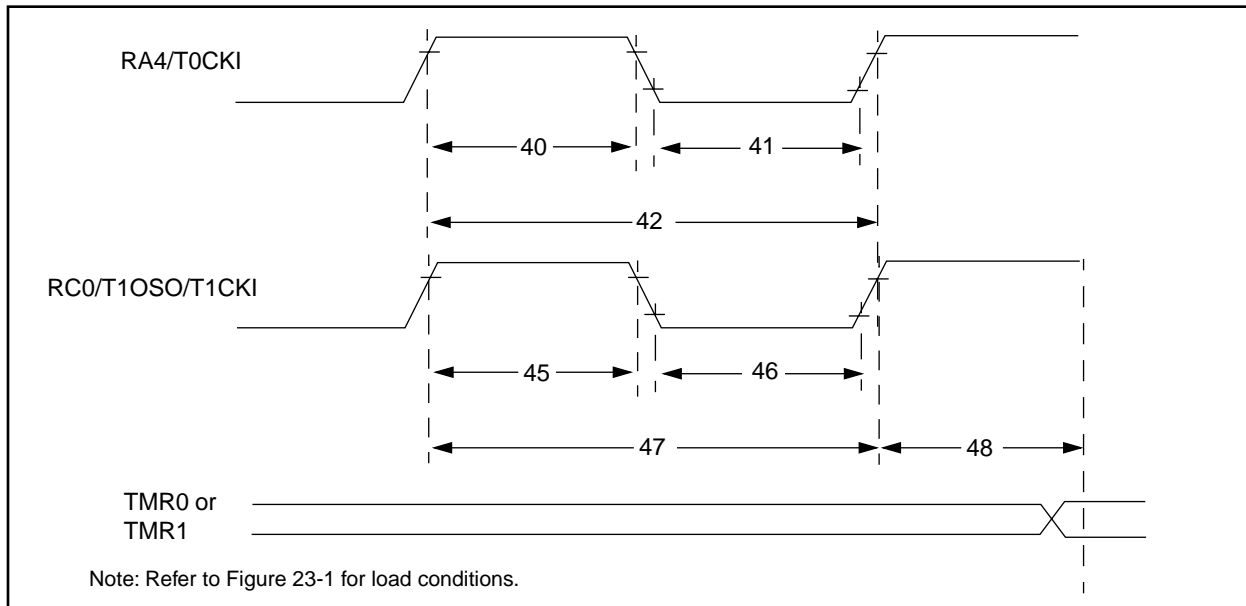 RA4/T0CKI
40
41
42
RC0/T1OSO/T1CKI
45
46
47
48
TMR0 or
TMR1
Note: Refer to Figure 23-1 for load conditions.